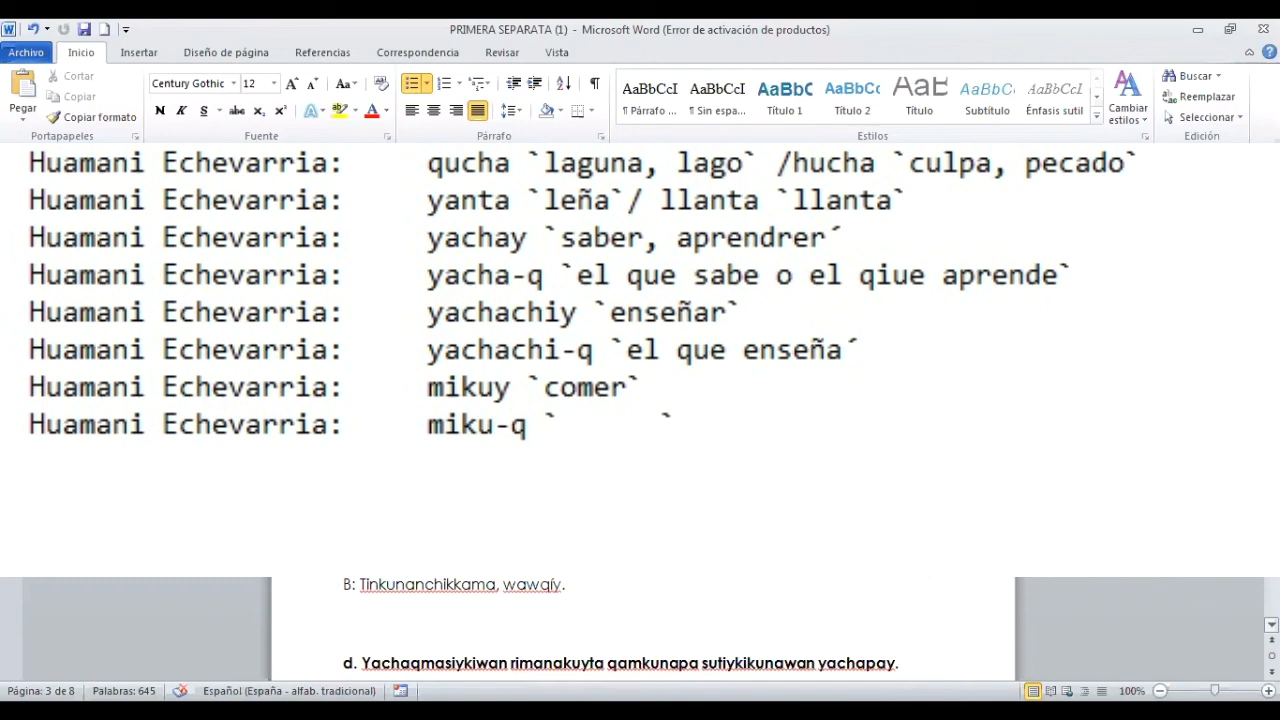 PRIMERA SEPARATA (1) - Microsoft Word (Error de activación de productos)
Archivo Inicio Insertar Diseño de página Referencias Correspondencia Revisar Vista
Pegar
Cortar
Copiar
Copiar formato
Portapapeles
Century Gothic 12
Fuente
Párrafo
AaBbCcI AaBbCcI AaBbC AaBbCc AaB AaBbCcI AaBbCcI
¶ Párrafo ... ¶ Sin espa... Título 1 Título 2 Título Subtítulo Énfasis sutil
Cambiar estilos
Estilos
Buscar
Reemplazar
Seleccionar
Edición
Huamani Echevarria: qucha `laguna, lago` /hucha `culpa, pecado`
Huamani Echevarria: yanta `leña`/ llanta `llanta`
Huamani Echevarria: yachay `saber, aprendrer´
Huamani Echevarria: yacha-q `el que sabe o el qiue aprende`
Huamani Echevarria: yachachiy `enseñar`
Huamani Echevarria: yachachi-q `el que enseña´
Huamani Echevarria: mikuy `comer`
Huamani Echevarria: miku-q ` `
B: Tinkunanchikkama, wawqíy.
d. Yachaqmasiykiwan rimanakuyta qamkunapa sutiykikunawan yachapay.
Página: 3 de 8 Palabras: 645 Español (España - alfab. tradicional) 100%